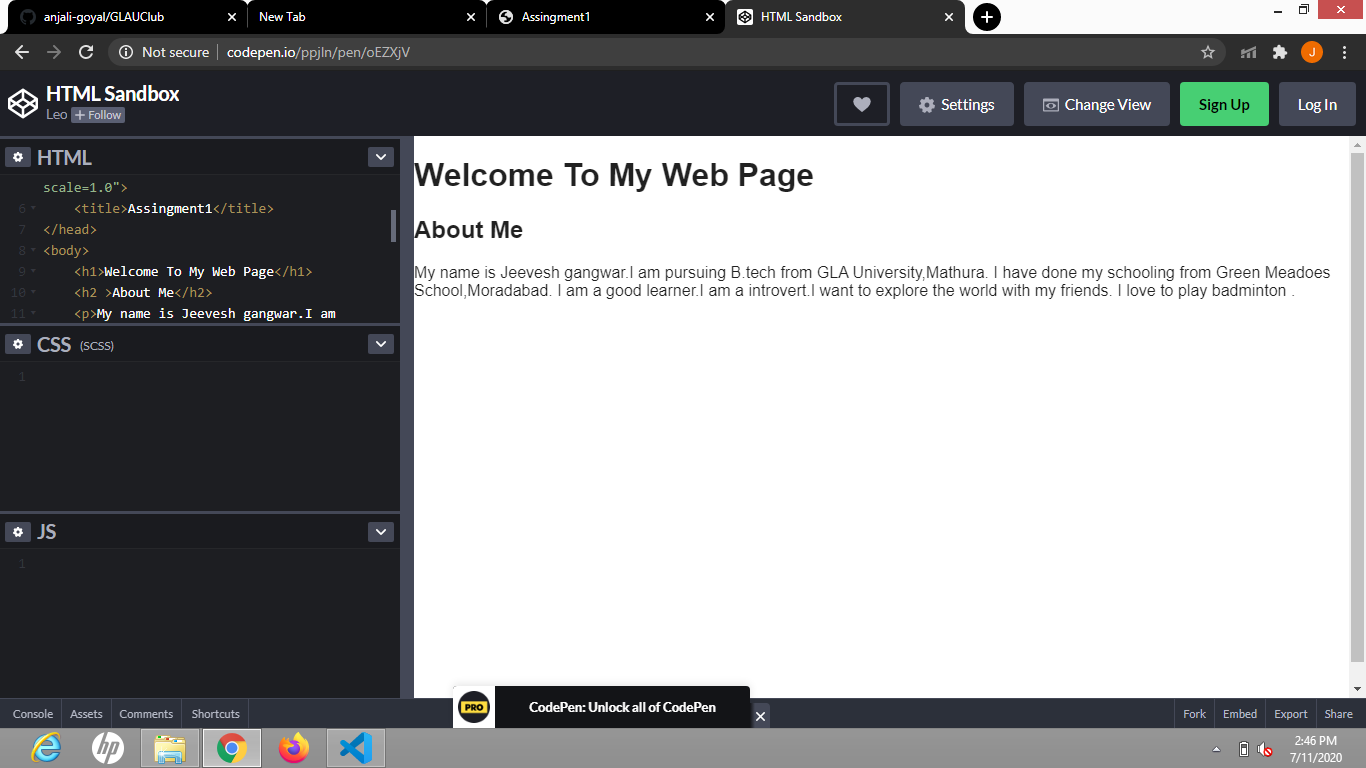 anjali-goyal/GLAUClub
New Tab
Assingment1
HTML Sandbox
Not secure
codepen.io/ppjln/pen/oEZXjV
J
HTML Sandbox
Leo + Follow
Settings
Change View
Sign Up
Log In
HTML
scale=1.0">
6 <title>Assingment1</title>
7 </head>
8 <body>
9 <h1>Welcome To My Web Page</h1>
10 <h2 >About Me</h2>
11 <p>My name is Jeevesh gangwar.I am
CSS (SCSS)
1
JS
1
Welcome To My Web Page
About Me
My name is Jeevesh gangwar.I am pursuing B.tech from GLA University,Mathura. I have done my schooling from Green Meadoes
School,Moradabad. I am a good learner.I am a introvert.I want to explore the world with my friends. I love to play badminton .
PRO
CodePen: Unlock all of CodePen
Console
Assets
Comments
Shortcuts
Fork
Embed
Export
Share
hp
2:46 PM
7/11/2020